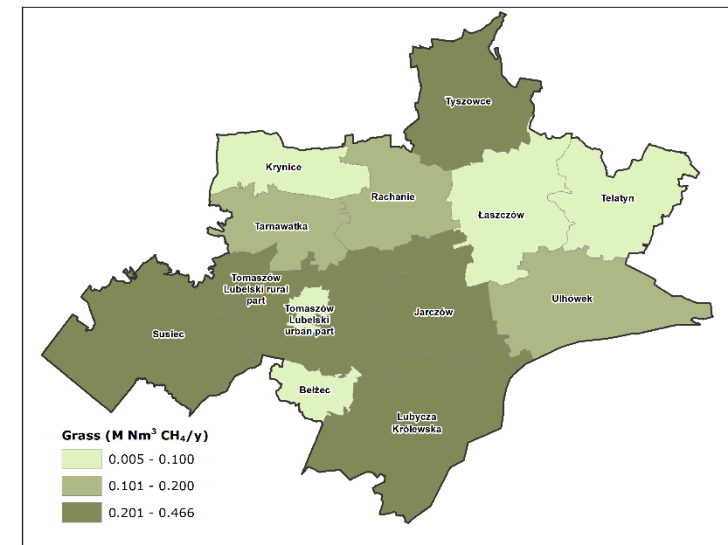 Tyszowce
Krynice
Rachanie
Łaszczów
Telatyn
Tarnawatka
Tomaszów
Lubelski rural
part
Tomaszów
Lubelski
urban part
Jarczów
Ulhówek
Susiec
Bełżec
Lubycza
Królewska
Grass (M Nm³ CH₄/y)
0.005 - 0.100
0.101 - 0.200
0.201 - 0.466